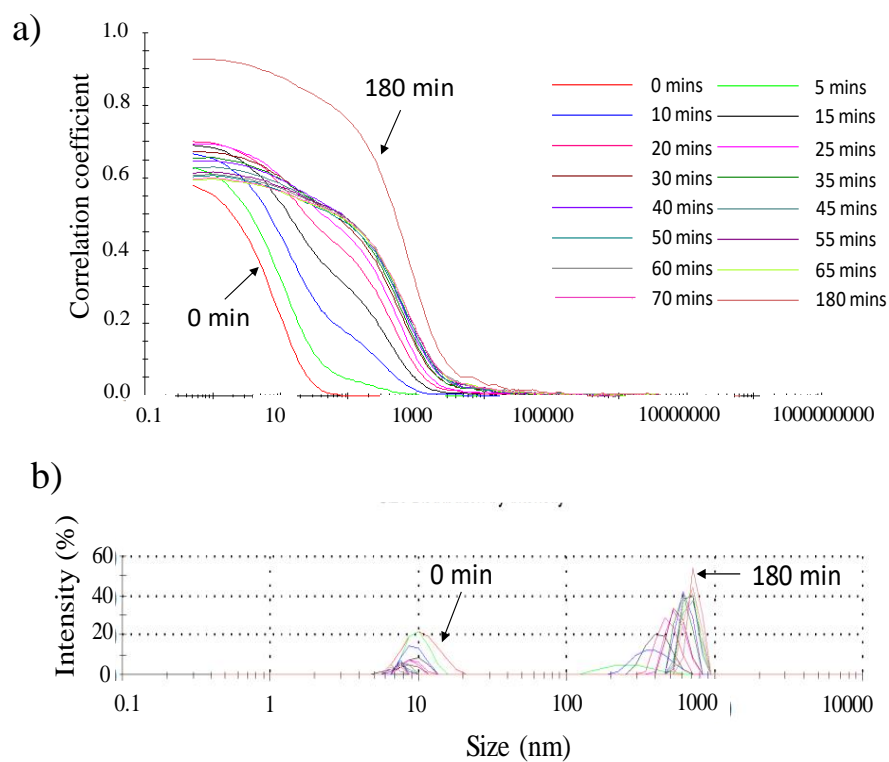 a)
Correlation coefficient
1.0
0.8
0.6
0.4
0.2
0.0
0.1 10 1000 100000 10000000 1000000000
180 min
0 min
0 mins 5 mins
10 mins 15 mins
20 mins 25 mins
30 mins 35 mins
40 mins 45 mins
50 mins 55 mins
60 mins 65 mins
70 mins 180 mins
b)
Intensity (%)
60
40
20
0
0.1 1 10 100 1000 10000
0 min
180 min
Size (nm)